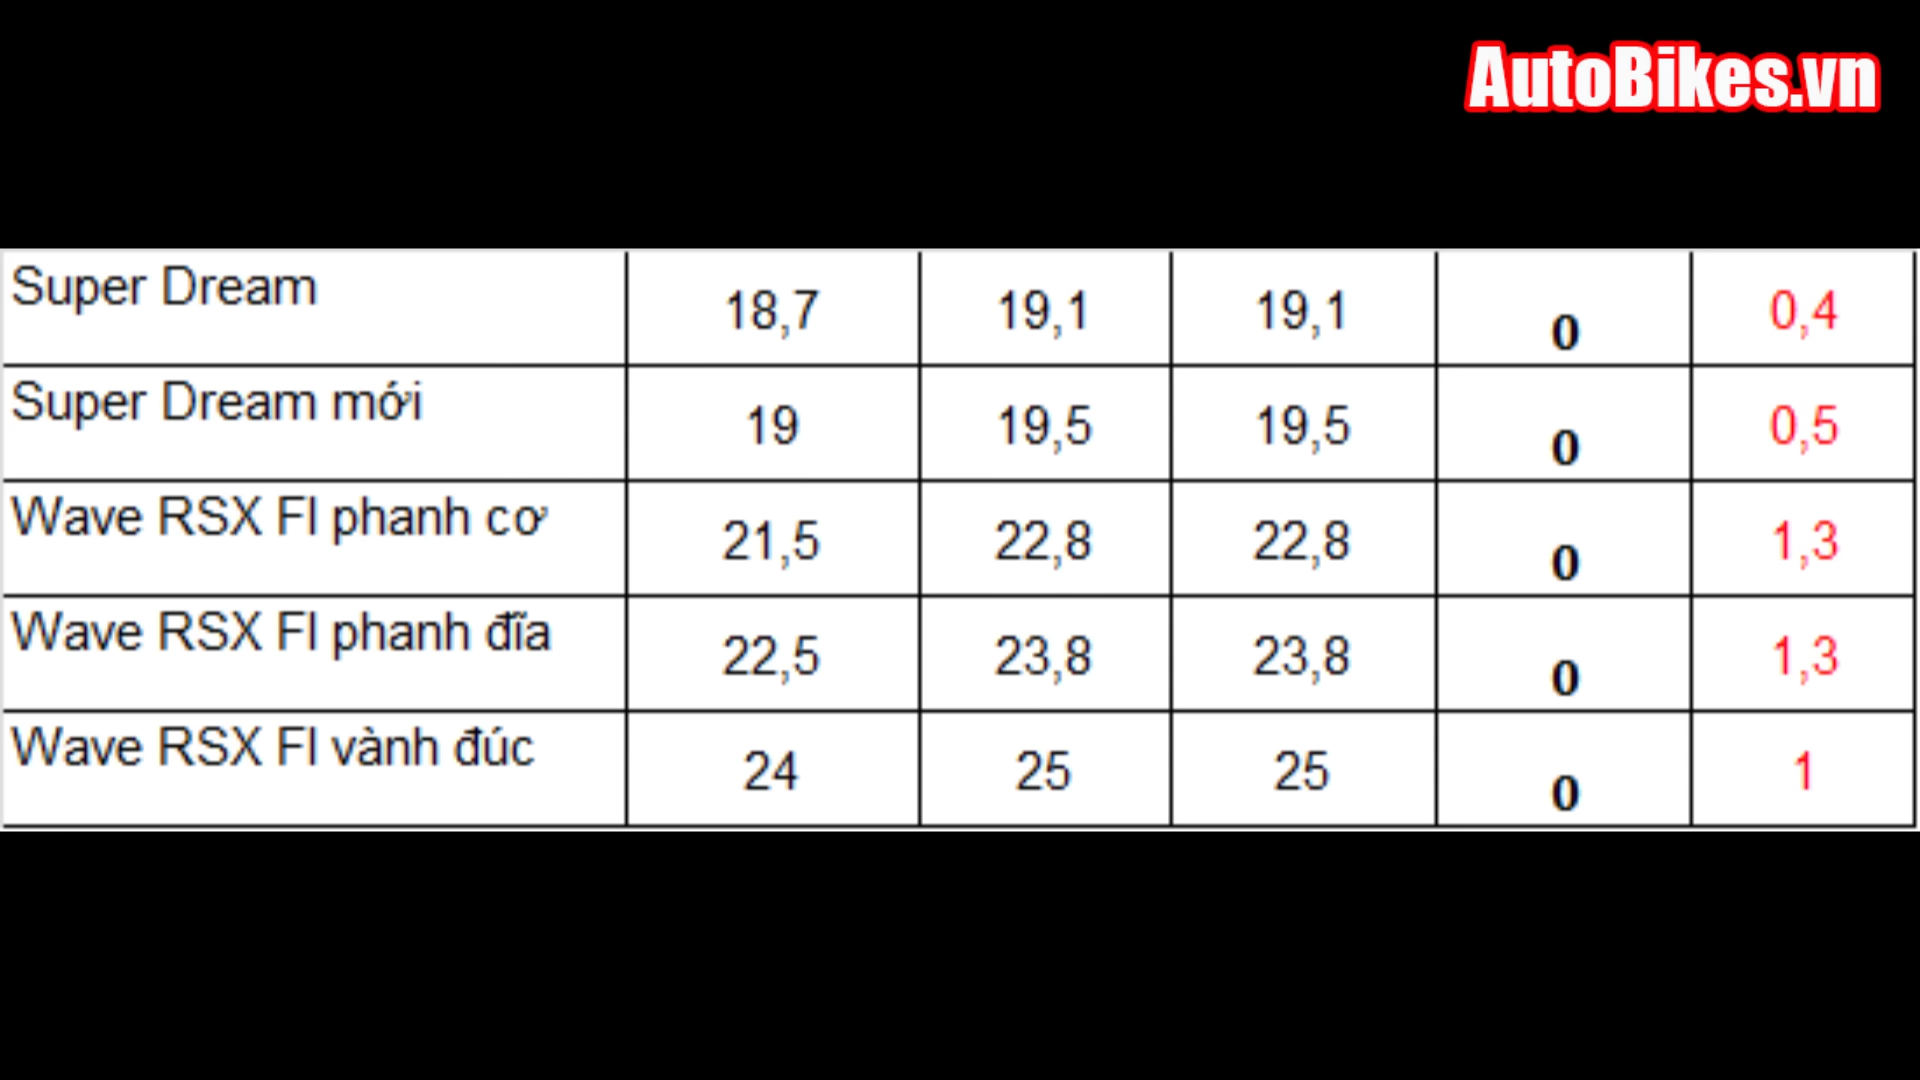 AutoBikes.vn
Super Dream 18,7 19,1 19,1 0 0,4
Super Dream mới 19 19,5 19,5 0 0,5
Wave RSX FI phanh cơ 21,5 22,8 22,8 0 1,3
Wave RSX FI phanh đĩa 22,5 23,8 23,8 0 1,3
Wave RSX FI vành đúc 24 25 25 0 1